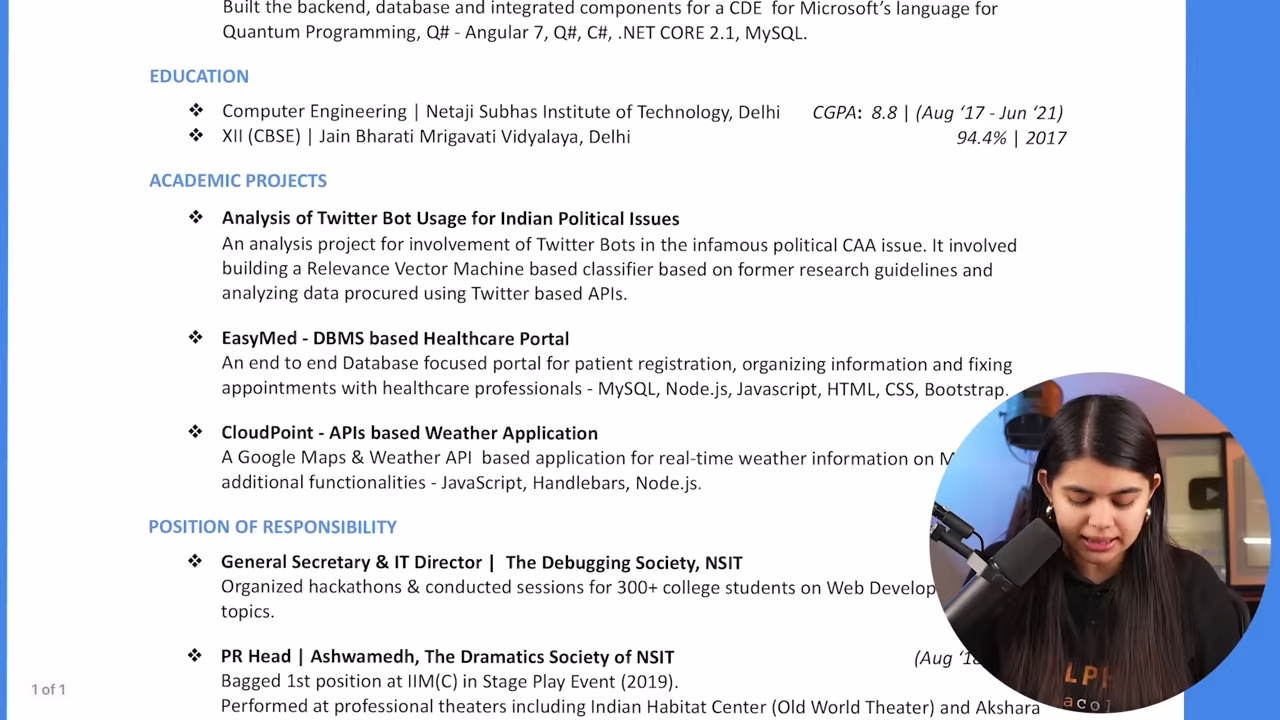 Built the backend, database and integrated components for a CDE for Microsoft's language for
Quantum Programming, Q# - Angular 7, Q#, C#, .NET CORE 2.1, MySQL.
EDUCATION
❖ Computer Engineering | Netaji Subhas Institute of Technology, Delhi CGPA: 8.8 | (Aug '17 - Jun '21)
❖ XII (CBSE) | Jain Bharati Mrigavati Vidyalaya, Delhi 94.4% | 2017
ACADEMIC PROJECTS
❖ Analysis of Twitter Bot Usage for Indian Political Issues
An analysis project for involvement of Twitter Bots in the infamous political CAA issue. It involved
building a Relevance Vector Machine based classifier based on former research guidelines and
analyzing data procured using Twitter based APIs.
❖ EasyMed - DBMS based Healthcare Portal
An end to end Database focused portal for patient registration, organizing information and fixing
appointments with healthcare professionals - MySQL, Node.js, Javascript, HTML, CSS, Bootstrap.
❖ CloudPoint - APIs based Weather Application
A Google Maps & Weather API based application for real-time weather information on
additional functionalities - JavaScript, Handlebars, Node.js.
POSITION OF RESPONSIBILITY
❖ General Secretary & IT Director | The Debugging Society, NSIT
Organized hackathons & conducted sessions for 300+ college students on Web Develop
topics.
❖ PR Head | Ashwamedh, The Dramatics Society of NSIT (Aug '18
Bagged 1st position at IIM(C) in Stage Play Event (2019).
Performed at professional theaters including Indian Habitat Center (Old World Theater) and Akshara
1 of 1